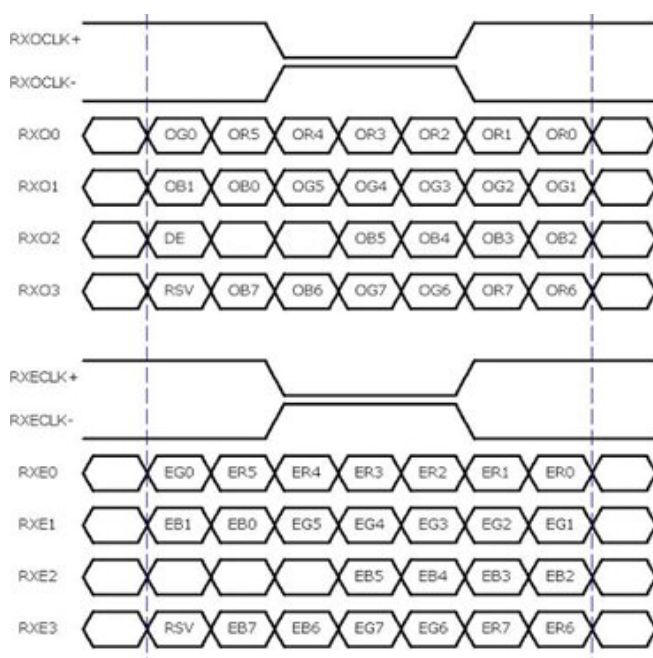 RXOCLK+
RXOCLK-
RXO0 OG0 OR5 OR4 OR3 OR2 OR1 OR0
RXO1 OB1 OB0 OG5 OG4 OG3 OG2 OG1
RXO2 DE OB5 OB4 OB3 OB2
RXO3 RSV OB7 OB6 OG7 OG6 OR7 OR6
RXECLK+
RXECLK-
RXE0 EG0 ER5 ER4 ER3 ER2 ER1 ER0
RXE1 EB1 EB0 EG5 EG4 EG3 EG2 EG1
RXE2 EB5 EB4 EB3 EB2
RXE3 RSV EB7 EB6 EG7 EG6 ER7 ER6